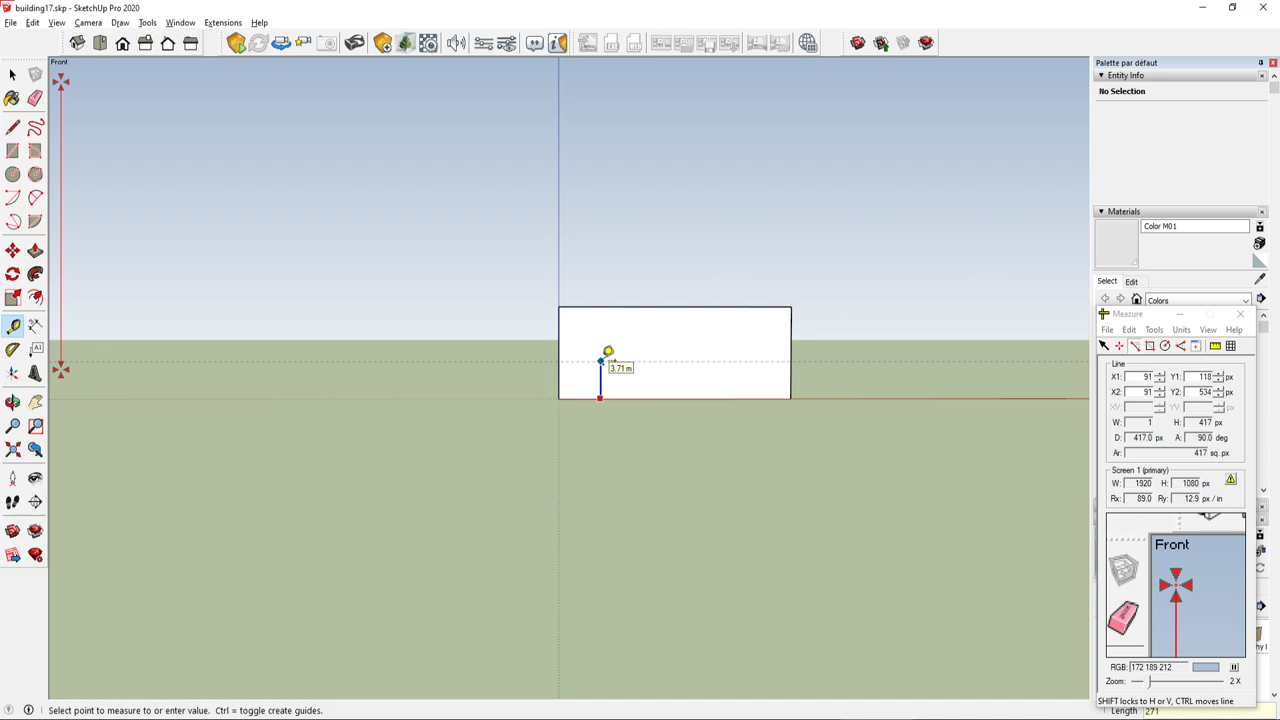 building17.skp - SketchUp Pro 2020
File Edit View Camera Draw Tools Window Extensions Help
Front
Palette par défaut
Entity Info
No Selection
Materials
Color M01
Select Edit
Colors
Meazure
File Edit Tools Units View Help
Line
X1: 91 Y1: 118 px
X2: 91 Y2: 534 px
XV: YV: px
W: 1 H: 417 px
D: 417.0 px A: 90.0 deg
Ar: 417 sq. px
Screen 1 (primary)
W: 1920 H: 1080 px
Rx: 89.0 Ry: 12.9 px / in
Front
RGB: 172 189 212
Zoom: 2 X
SHIFT locks to H or V, CTRL moves line
3.71 m
Select point to measure to or enter value. Ctrl = toggle create guides.
Length 271